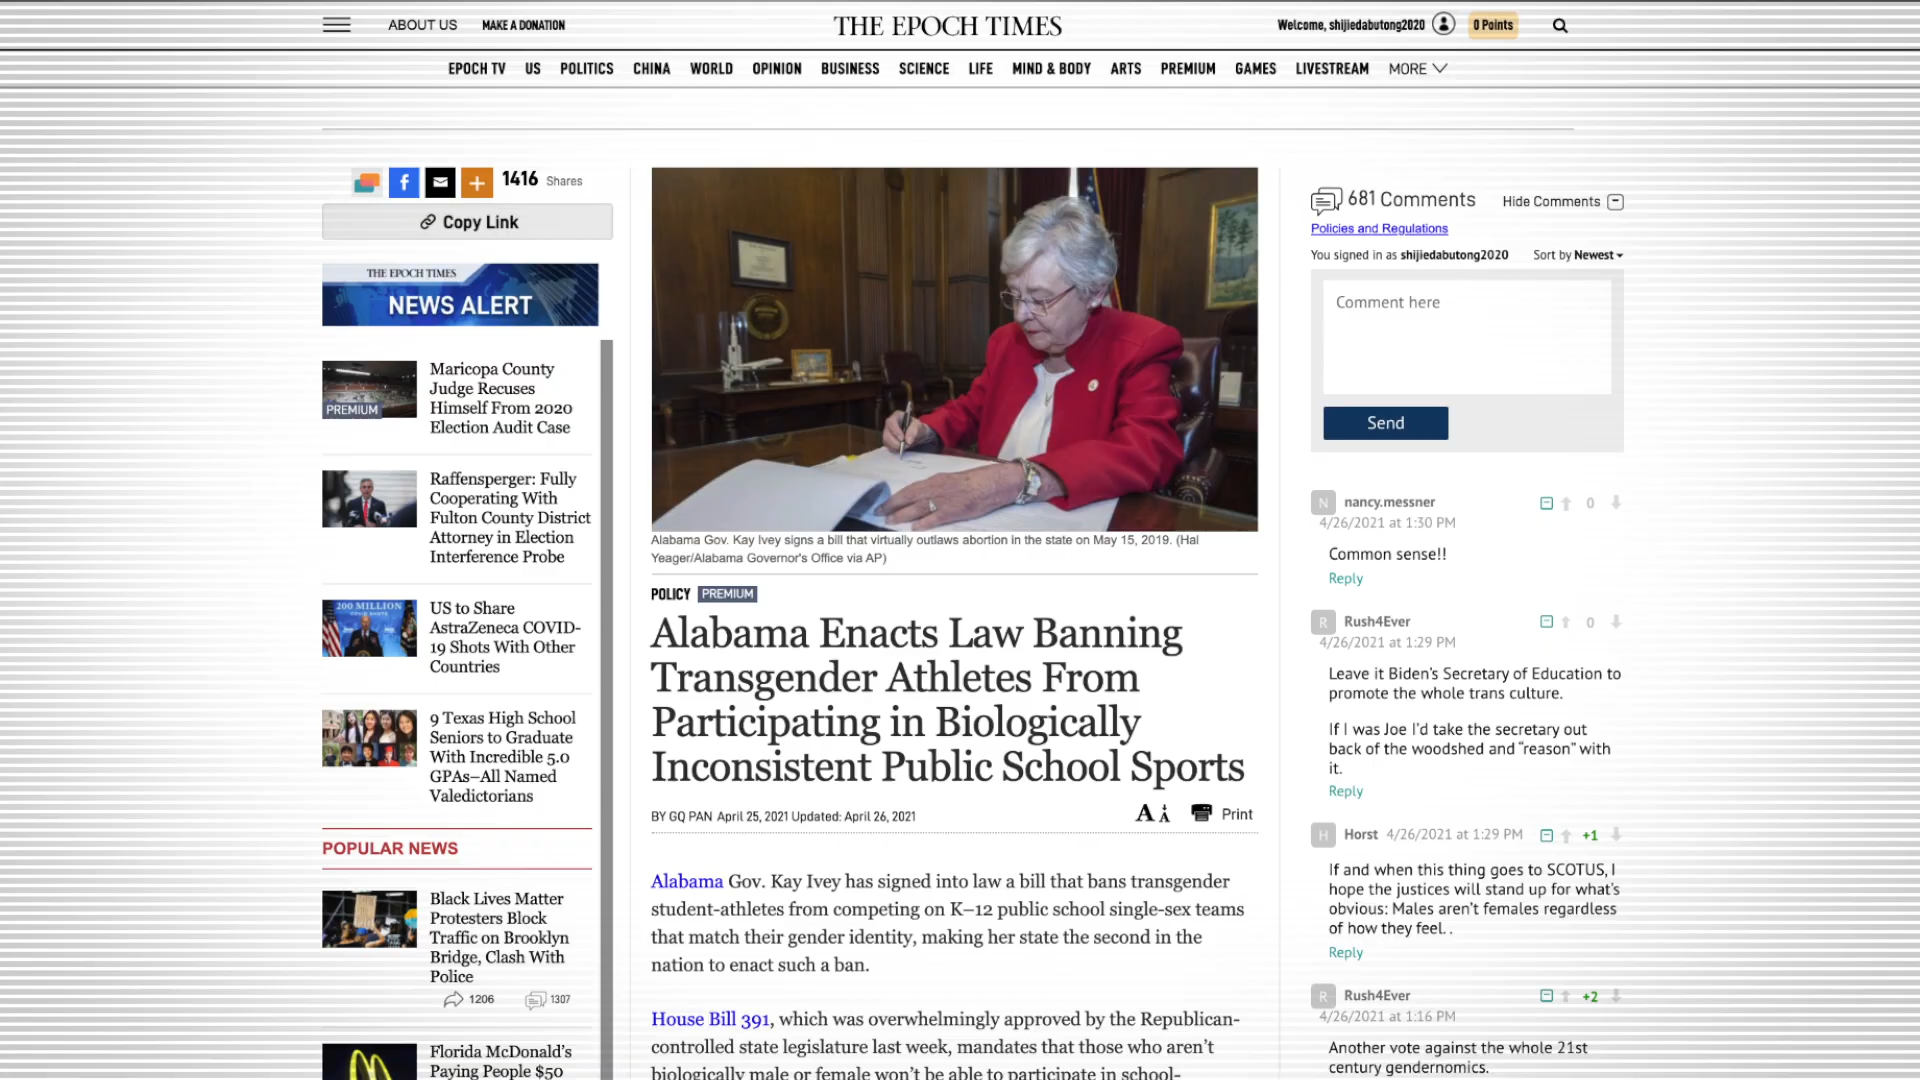 ABOUT US MAKE A DONATION THE EPOCH TIMES Welcome, shijiedabutong2020 0 Points
EPOCH TV US POLITICS CHINA WORLD OPINION BUSINESS SCIENCE LIFE MIND & BODY ARTS PREMIUM GAMES LIVESTREAM MORE
1416 Shares
Copy Link
THE EPOCH TIMES
NEWS ALERT
PREMIUM
Maricopa County
Judge Recuses
Himself From 2020
Election Audit Case
Raffensperger: Fully
Cooperating With
Fulton County District
Attorney in Election
Interference Probe
200 MILLION
US to Share
AstraZeneca COVID-
19 Shots With Other
Countries
9 Texas High School
Seniors to Graduate
With Incredible 5.0
GPAs–All Named
Valedictorians
POPULAR NEWS
Black Lives Matter
Protesters Block
Traffic on Brooklyn
Bridge, Clash With
Police
1206 1307
Florida McDonald's
Paying People $50
Alabama Gov. Kay Ivey signs a bill that virtually outlaws abortion in the state on May 15, 2019. (Hal
Yeager/Alabama Governor's Office via AP)
POLICY PREMIUM
Alabama Enacts Law Banning
Transgender Athletes From
Participating in Biologically
Inconsistent Public School Sports
BY GQ PAN April 25, 2021 Updated: April 26, 2021
A A Print
Alabama Gov. Kay Ivey has signed into law a bill that bans transgender
student-athletes from competing on K–12 public school single-sex teams
that match their gender identity, making her state the second in the
nation to enact such a ban.
House Bill 391, which was overwhelmingly approved by the Republican-
controlled state legislature last week, mandates that those who aren't
biologically male or female won't be able to participate in school-
681 Comments Hide Comments
Policies and Regulations
You signed in as shijiedabutong2020 Sort by Newest
Comment here
Send
N nancy.messner 0
4/26/2021 at 1:30 PM
Common sense!!
Reply
R Rush4Ever 0
4/26/2021 at 1:29 PM
Leave it Biden's Secretary of Education to
promote the whole trans culture.
If I was Joe I'd take the secretary out
back of the woodshed and "reason" with
it.
Reply
H Horst 4/26/2021 at 1:29 PM +1
If and when this thing goes to SCOTUS, I
hope the justices will stand up for what's
obvious: Males aren't females regardless
of how they feel. .
Reply
R Rush4Ever +2
4/26/2021 at 1:16 PM
Another vote against the whole 21st
century gendernomics.